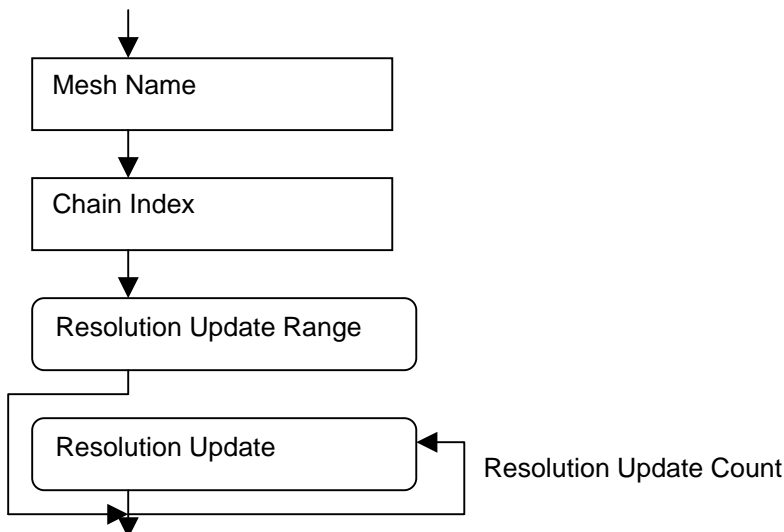 Mesh Name
Chain Index
Resolution Update Range
Resolution Update
Resolution Update Count